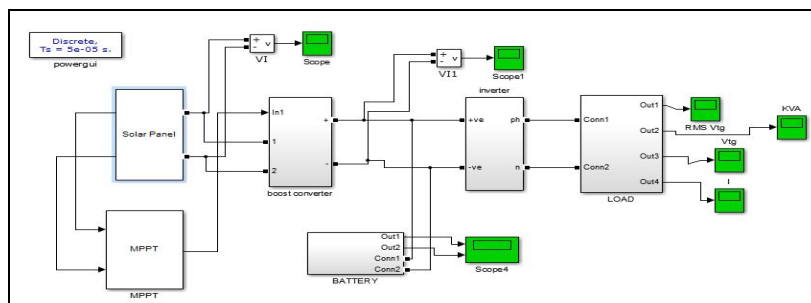 Discrete,
Ts = 5e-05 s.
powergui
+
-
v
VI
Scope
+
-
v
VI1
Scope1
Solar Panel
In1
1
2
+
-
boost converter
inverter
+ve
-ve
ph
n
Conn1
Conn2
Out1
Out2
Out3
Out4
LOAD
RMS Vtg
KVA
Vtg
I
MPPT
MPPT
Out1
Out2
Conn1
Conn2
BATTERY
Scope4